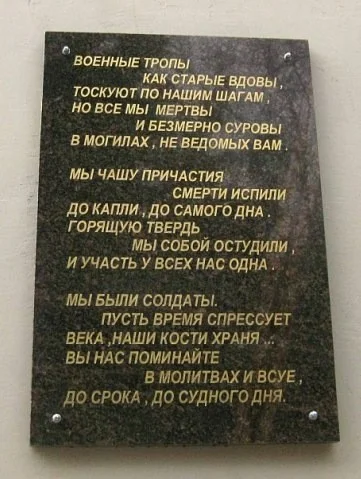 ВОЕННЫЕ ТРОПЫ
КАК СТАРЫЕ ВДОВЫ ,
ТОСКУЮТ ПО НАШИМ ШАГАМ ,
НО ВСЕ МЫ МЕРТВЫ
И БЕЗМЕРНО СУРОВЫ
В МОГИЛАХ , НЕ ВЕДОМЫХ ВАМ .
МЫ ЧАШУ ПРИЧАСТИЯ
СМЕРТИ ИСПИЛИ
ДО КАПЛИ , ДО САМОГО ДНА .
ГОРЯЩУЮ ТВЕРДЬ
МЫ СОБОЙ ОСТУДИЛИ ,
И УЧАСТЬ У ВСЕХ НАС ОДНА .
МЫ БЫЛИ СОЛДАТЫ.
ПУСТЬ ВРЕМЯ СПРЕССУЕТ
ВЕКА , НАШИ КОСТИ ХРАНЯ ...
ВЫ НАС ПОМИНАЙТЕ
В МОЛИТВАХ И ВСУЕ ,
ДО СРОКА , ДО СУДНОГО ДНЯ.